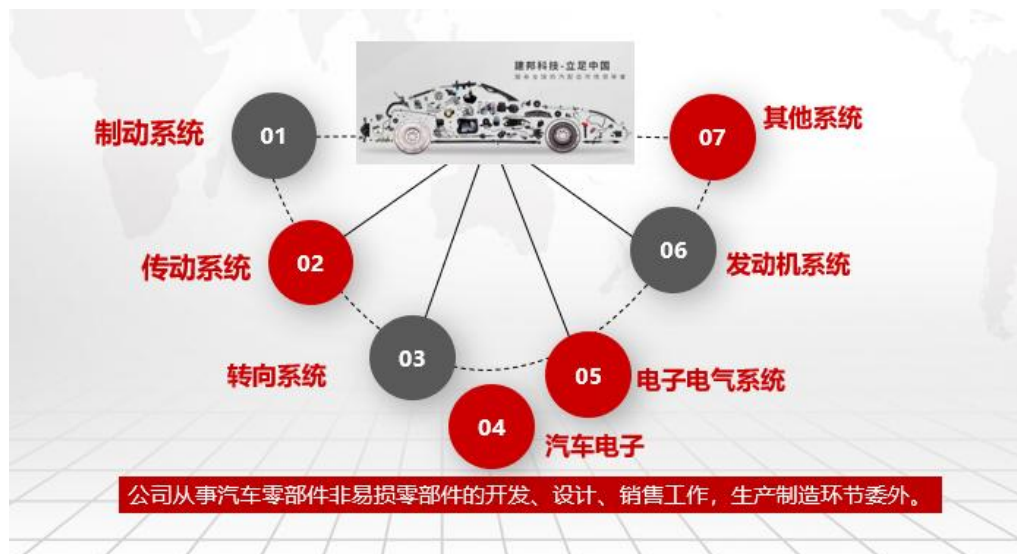 建邦科技-立足中国
制动系统
01
07
其他系统
传动系统
02
06
发动机系统
转向系统
03
05
电子电气系统
04
汽车电子
公司从事汽车零部件非易损零部件的开发、设计、销售工作，生产制造环节委外。